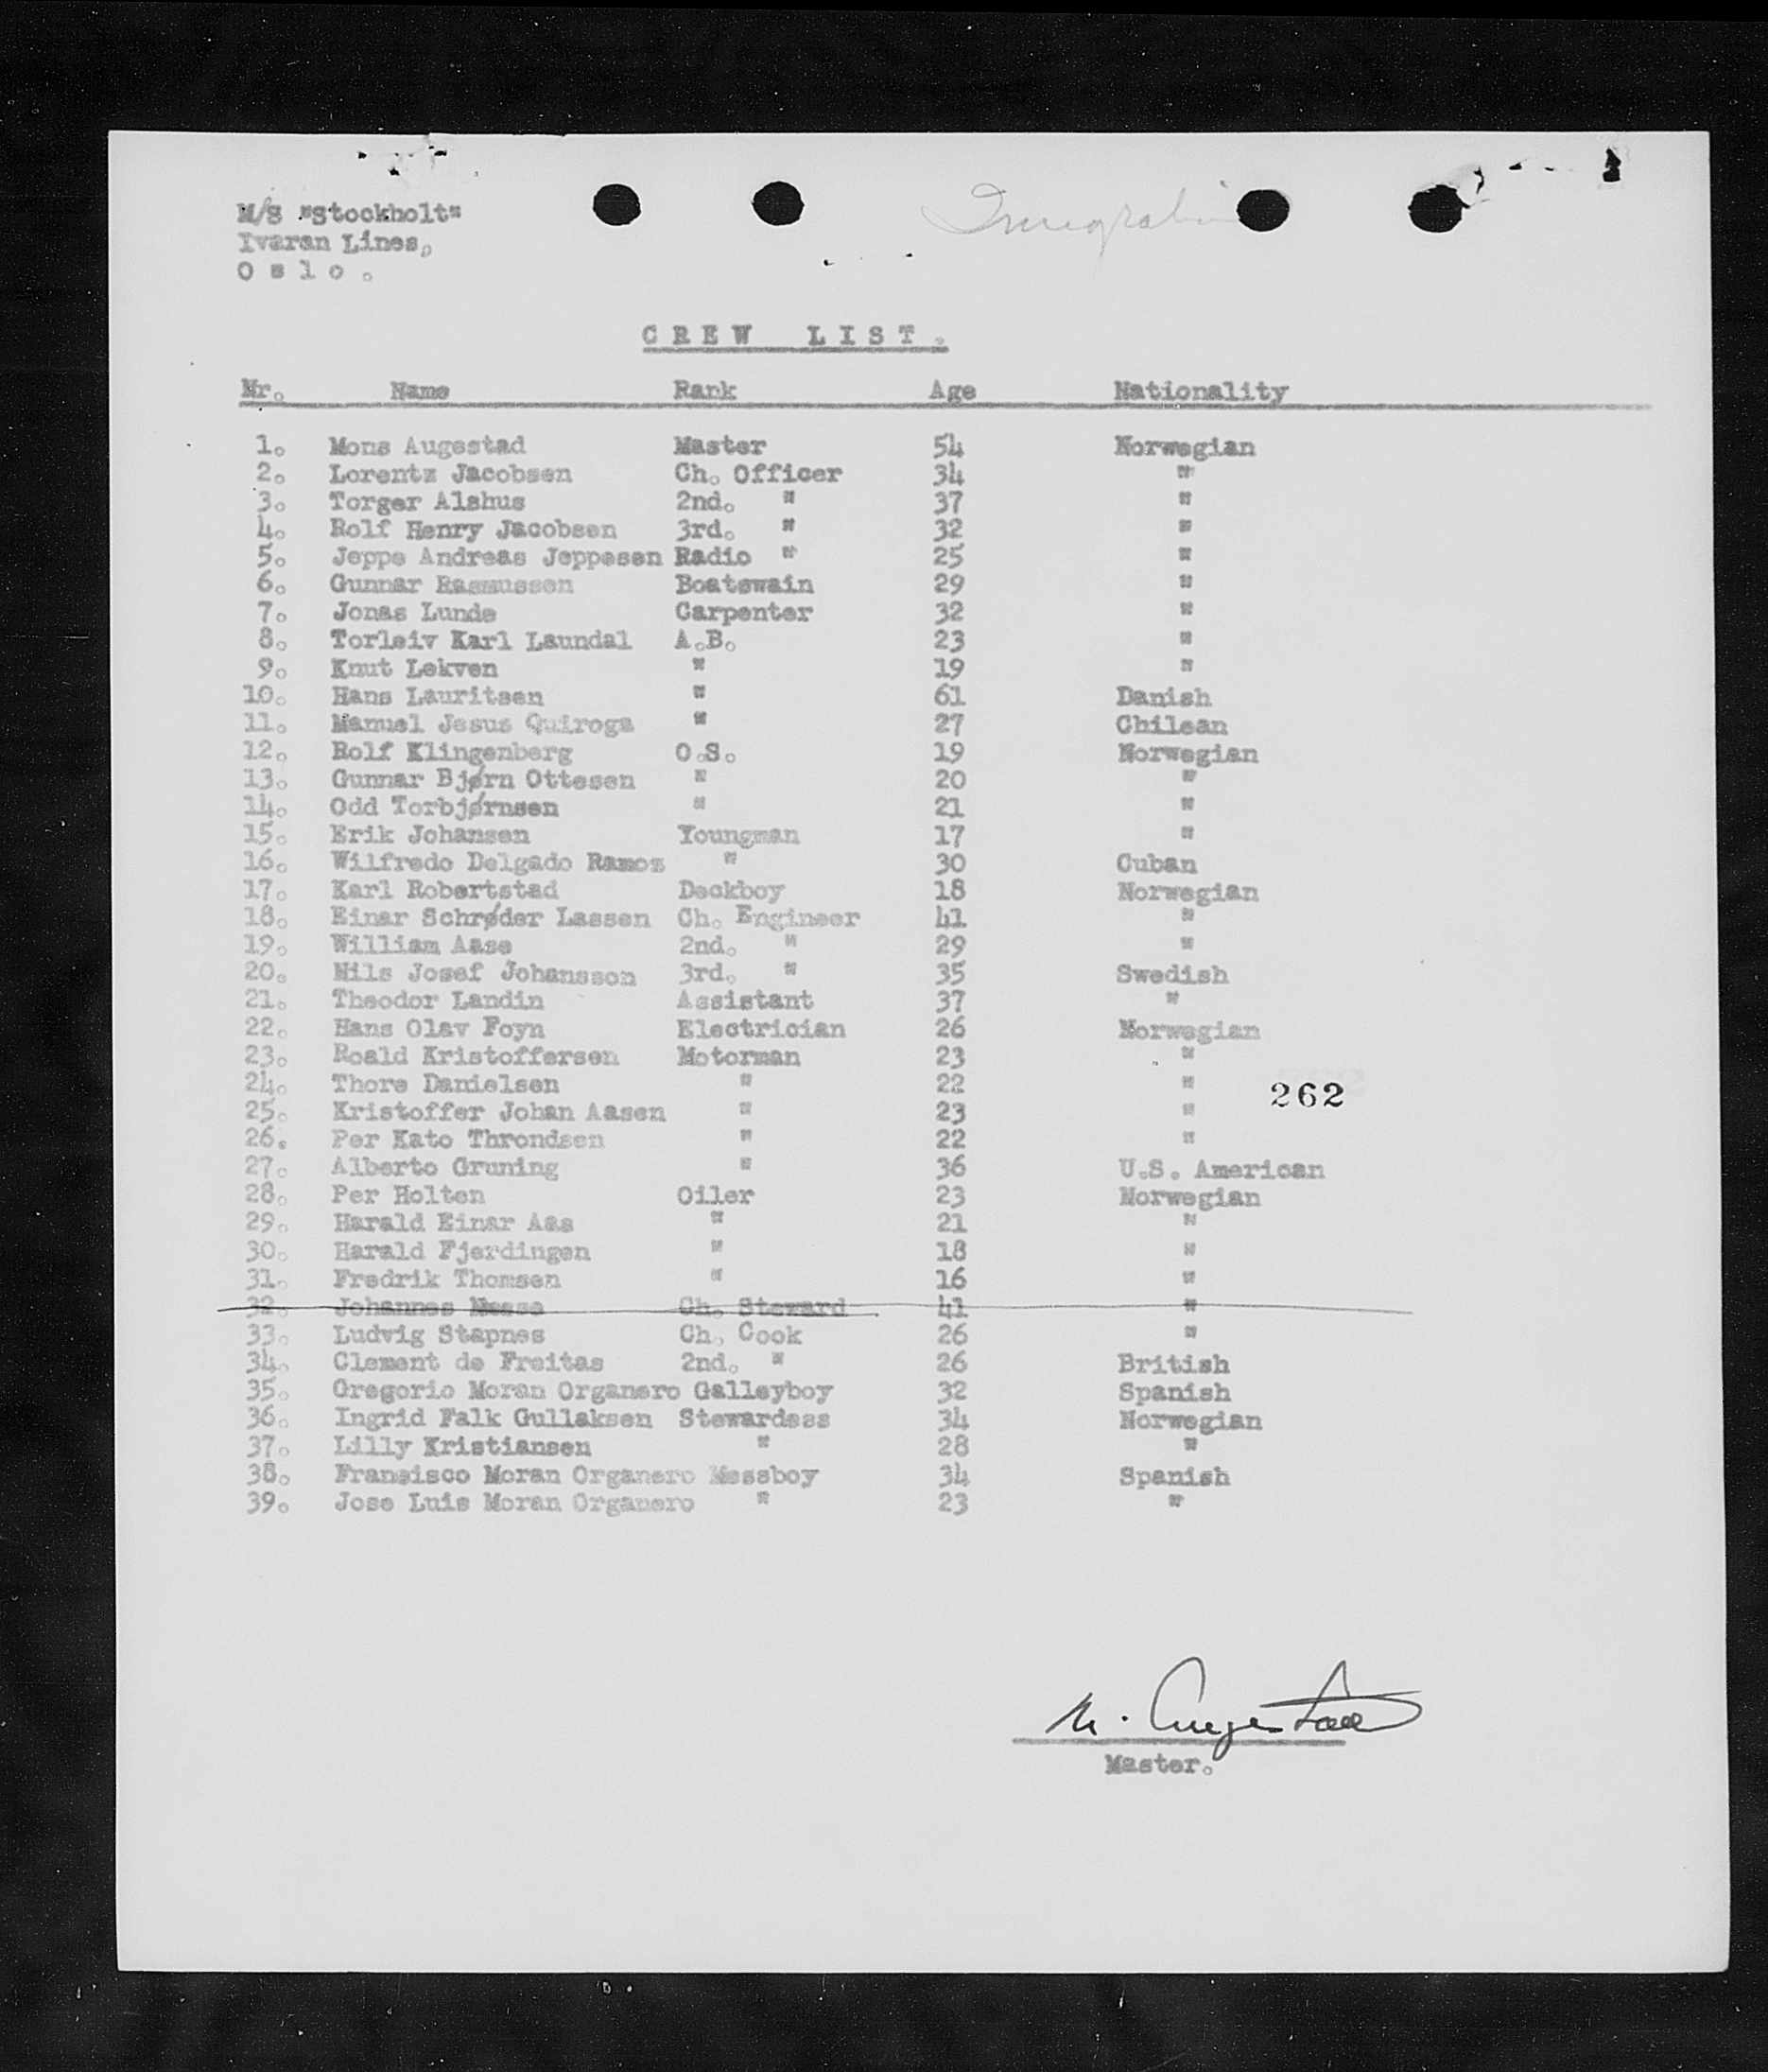 M/S "Stockholt"
Ivaran Lines,
O s l o .
Imigrati
C R E W L I S T .
Nr. Name Rank Age Nationality
1. Mons Augestad Master 54 Norwegian
2. Lorentz Jacobsen Ch. Officer 34 "
3. Torger Alshus 2nd. " 37 "
4. Rolf Henry Jacobsen 3rd. " 32 "
5. Jeppe Andreas Jeppesen Radio " 25 "
6. Gunnar Rasmussen Boatswain 29 "
7. Jonas Lunde Carpenter 32 "
8. Torleiv Karl Laundal A.B. 23 "
9. Knut Lekven " 19 "
10. Hans Lauritsen " 61 Danish
11. Manuel Jesus Quiroga " 27 Chilean
12. Rolf Klingenberg O.S. 19 Norwegian
13. Gunnar Bjørn Ottesen " 20 "
14. Odd Torbjørnsen " 21 "
15. Erik Johansen Youngman 17 "
16. Wilfredo Delgado Ramos " 30 Cuban
17. Karl Robertstad Deckboy 18 Norwegian
18. Einar Schrøder Lassen Ch. Engineer 41 "
19. William Aase 2nd. " 29 "
20. Nils Josef Johansson 3rd. " 35 Swedish
21. Theodor Landin Assistant 37 "
22. Hans Olav Foyn Electrician 26 Norwegian
23. Roald Kristoffersen Motorman 23 "
24. Thore Danielsen " 22 "
262
25. Kristoffer Johan Aasen " 23 "
26. Per Kato Throndsen " 22 "
27. Alberto Gruning " 36 U.S. American
28. Per Holten Oiler 23 Norwegian
29. Harald Einar Aas " 21 "
30. Harald Fjerdingen " 18 "
31. Fredrik Thomsen " 16 "
32. Johannes Messe Ch. Steward 41 "
33. Ludvig Stapnes Ch. Cook 26 "
34. Clement de Freitas 2nd. " 26 British
35. Gregorio Moran Organero Galleyboy 32 Spanish
36. Ingrid Falk Gullaksen Stewardess 34 Norwegian
37. Lilly Kristiansen " 28 "
38. Fransisco Moran Organero Messboy 34 Spanish
39. Jose Luis Moran Organero " 23 "
M. Augestad
Master.